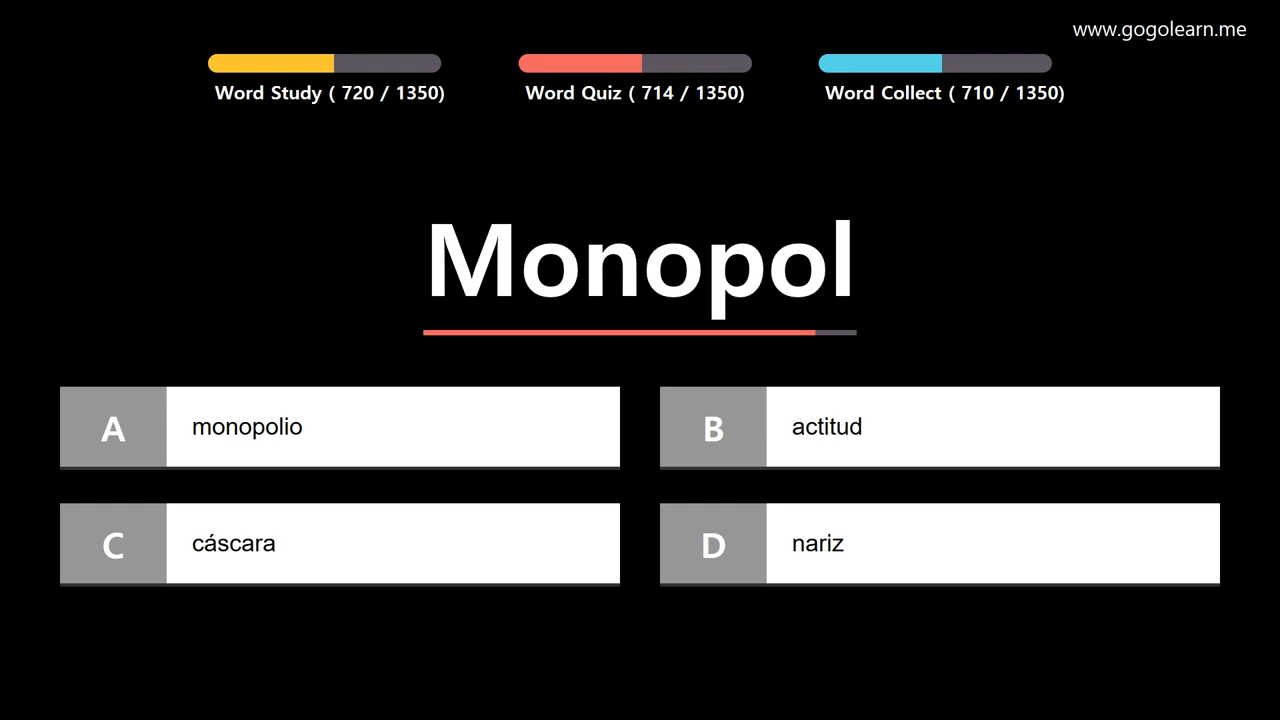 www.gogolearn.me
Word Study ( 720 / 1350)
Word Quiz ( 714 / 1350)
Word Collect ( 710 / 1350)
Monopol
A monopolio
B actitud
C cáscara
D nariz